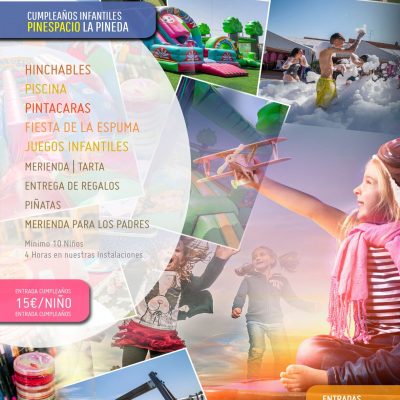 CUMPLEAÑOS INFANTILES
PINESPACIO LA PINEDA
HINCHABLES
PISCINA
PINTACARAS
FIESTA DE LA ESPUMA
JUEGOS INFANTILES
MERIENDA | TARTA
ENTREGA DE REGALOS
PIÑATAS
MERIENDA PARA LOS PADRES
Mínimo 10 Niños
4 Horas en nuestras Instalaciones
ENTRADA CUMPLEAÑOS
15€/NIÑO
ENTRADA CUMPLEAÑOS
ENTRADAS